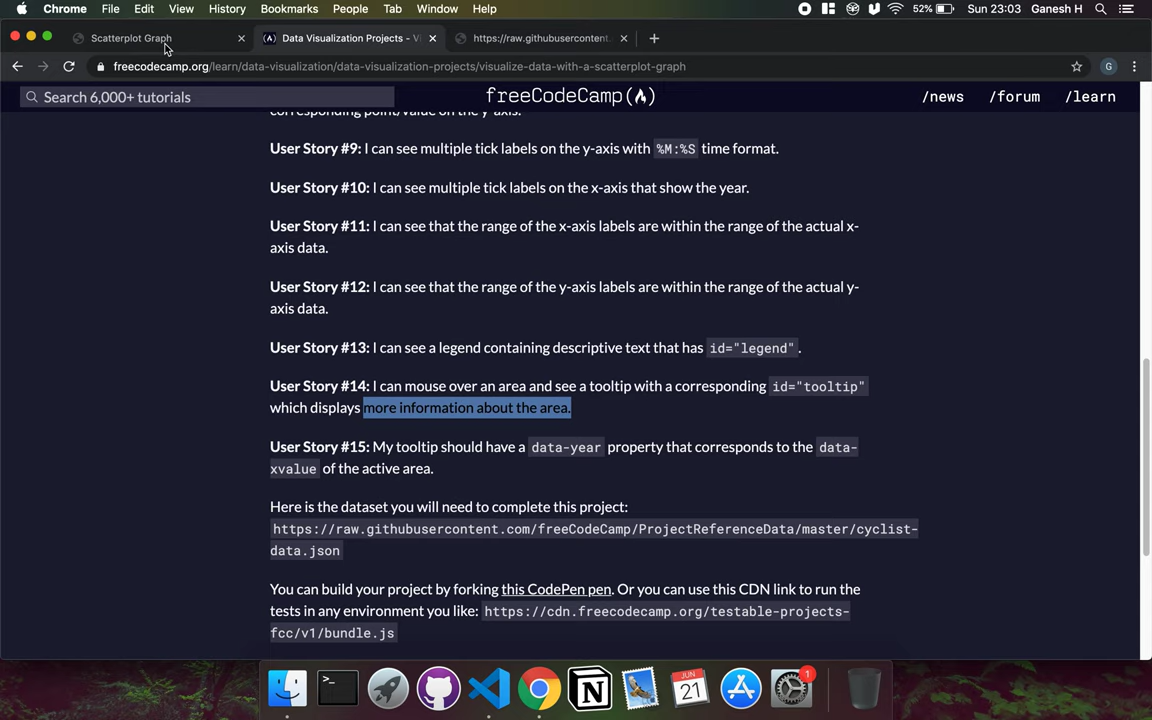 Chrome File Edit View History Bookmarks People Tab Window Help 52% Sun 23:03 Ganesh H
Scatterplot Graph Data Visualization Projects - Vi https://raw.githubusercontent.
freecodecamp.org/learn/data-visualization/data-visualization-projects/visualize-data-with-a-scatterplot-graph G
Search 6,000+ tutorials freeCodeCamp /news /forum /learn
corresponding point/value on the y-axis.
User Story #9: I can see multiple tick labels on the y-axis with %M:%S time format.
User Story #10: I can see multiple tick labels on the x-axis that show the year.
User Story #11: I can see that the range of the x-axis labels are within the range of the actual x-
axis data.
User Story #12: I can see that the range of the y-axis labels are within the range of the actual y-
axis data.
User Story #13: I can see a legend containing descriptive text that has id="legend".
User Story #14: I can mouse over an area and see a tooltip with a corresponding id="tooltip"
which displays more information about the area.
User Story #15: My tooltip should have a data-year property that corresponds to the data-
xvalue of the active area.
Here is the dataset you will need to complete this project:
https://raw.githubusercontent.com/freeCodeCamp/ProjectReferenceData/master/cyclist-
data.json
You can build your project by forking this CodePen pen. Or you can use this CDN link to run the
tests in any environment you like: https://cdn.freecodecamp.org/testable-projects-
fcc/v1/bundle.js
JUN
21
1